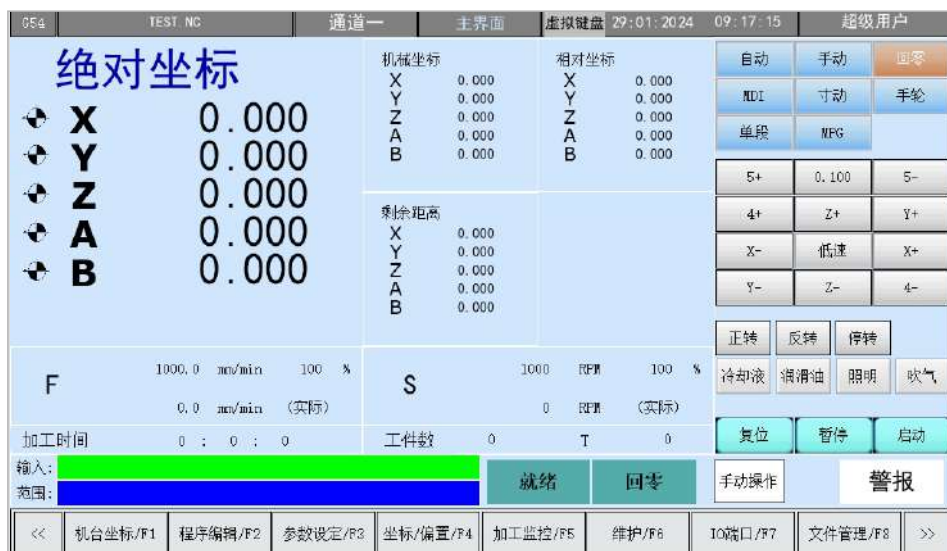 G54 TEST.NC 通道一 主界面 虚拟键盘 29:01:2024 09:17:15 超级用户
绝对坐标
X 0.000
Y 0.000
Z 0.000
A 0.000
B 0.000
机械坐标
X 0.000
Y 0.000
Z 0.000
A 0.000
B 0.000
相对坐标
X 0.000
Y 0.000
Z 0.000
A 0.000
B 0.000
剩余距离
X 0.000
Y 0.000
Z 0.000
A 0.000
B 0.000
自动 手动 回零
MDI 寸动 手轮
单段 MPG
5+ 0.100 5-
4+ Z+ Y+
X- 低速 X+
Y- Z- 4-
正转 反转 停转
冷却液 润滑油 照明 吹气
复位 暂停 启动
F 1000.0 mm/min 100 %
0.0 mm/min (实际)
S 1000 RPM 100 %
0 RPM (实际)
加工时间 0 : 0 : 0 工件数 0 T 0
输入:
范围:
就绪 回零 手动操作 警报
<< 机台坐标/F1 程序编辑/F2 参数设定/F3 坐标/偏置/F4 加工监控/F5 维护/F6 IO端口/F7 文件管理/F8 >>